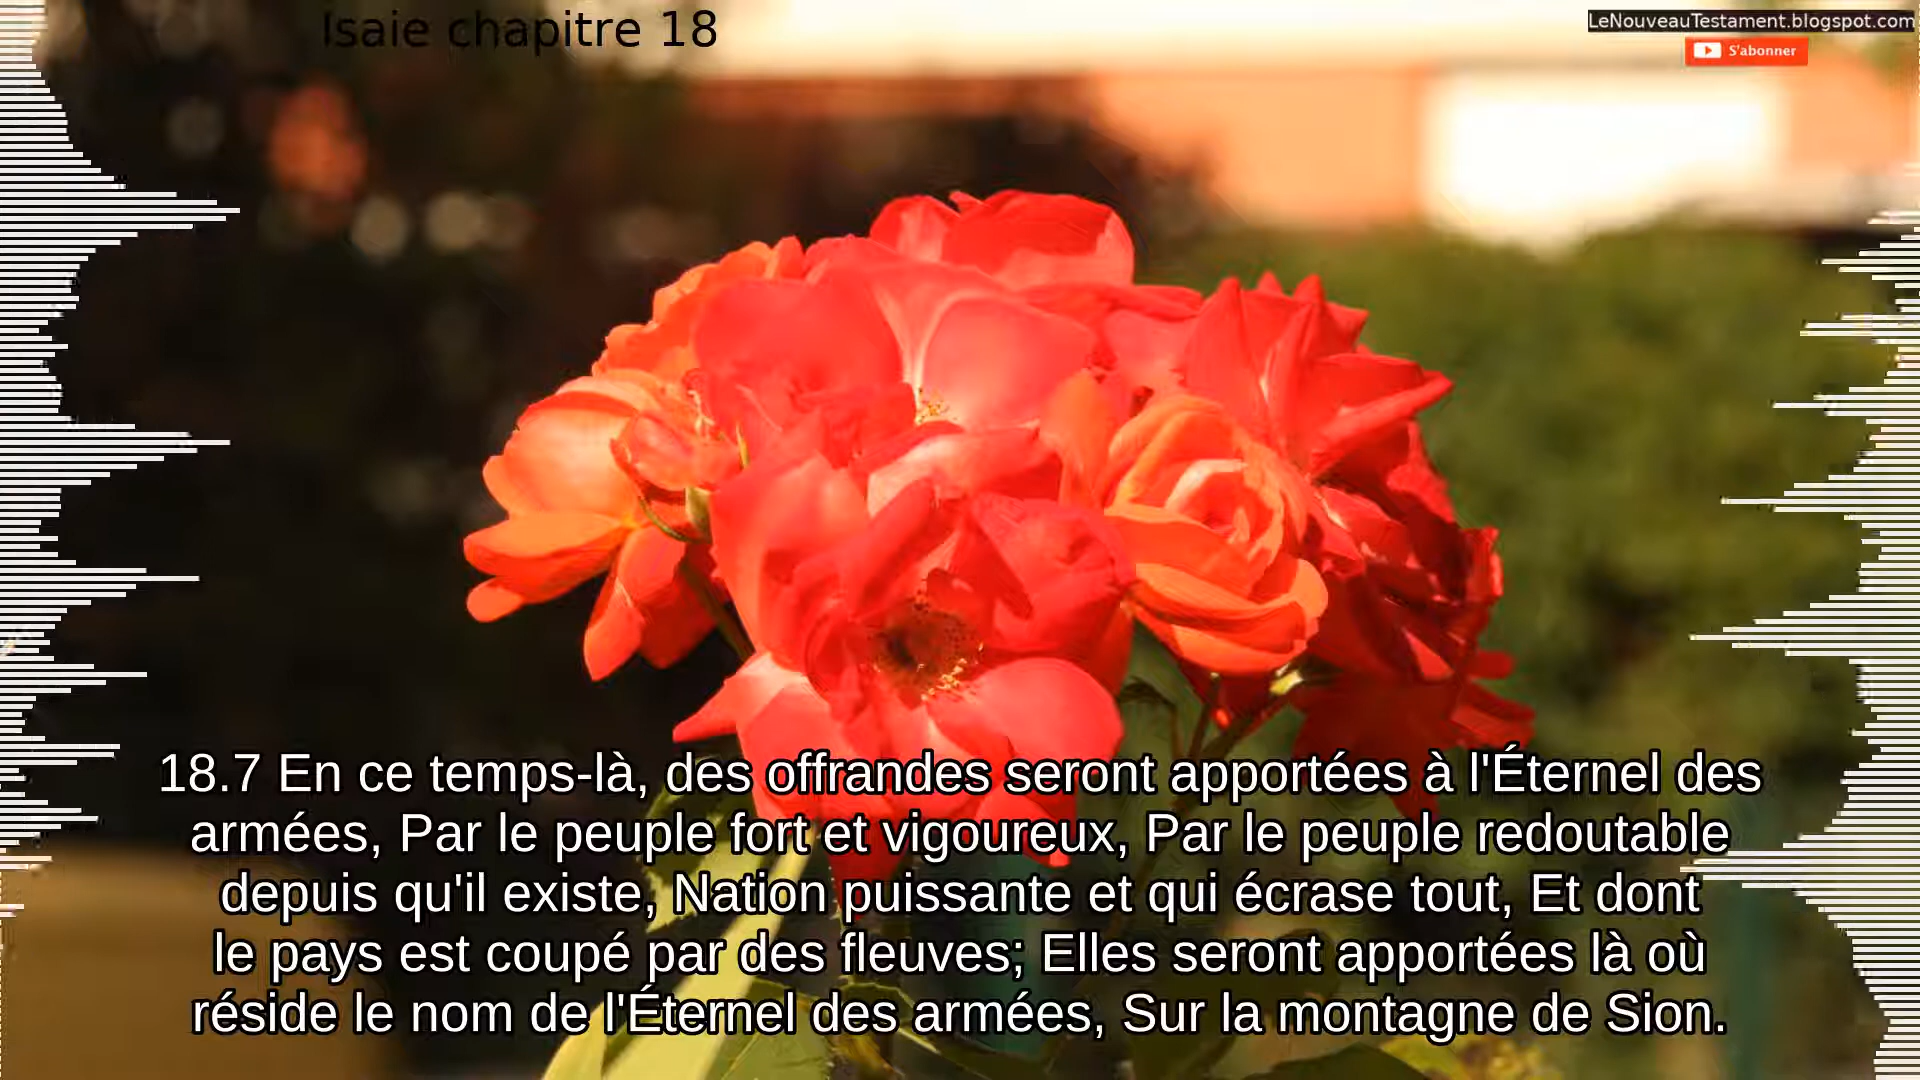 Isaie chapitre 18
LeNouveauTestament.blogspot.com
S'abonner
18.7 En ce temps-là, des offrandes seront apportées à l'Éternel des
armées, Par le peuple fort et vigoureux, Par le peuple redoutable
depuis qu'il existe, Nation puissante et qui écrase tout, Et dont
le pays est coupé par des fleuves; Elles seront apportées là où
réside le nom de l'Éternel des armées, Sur la montagne de Sion.